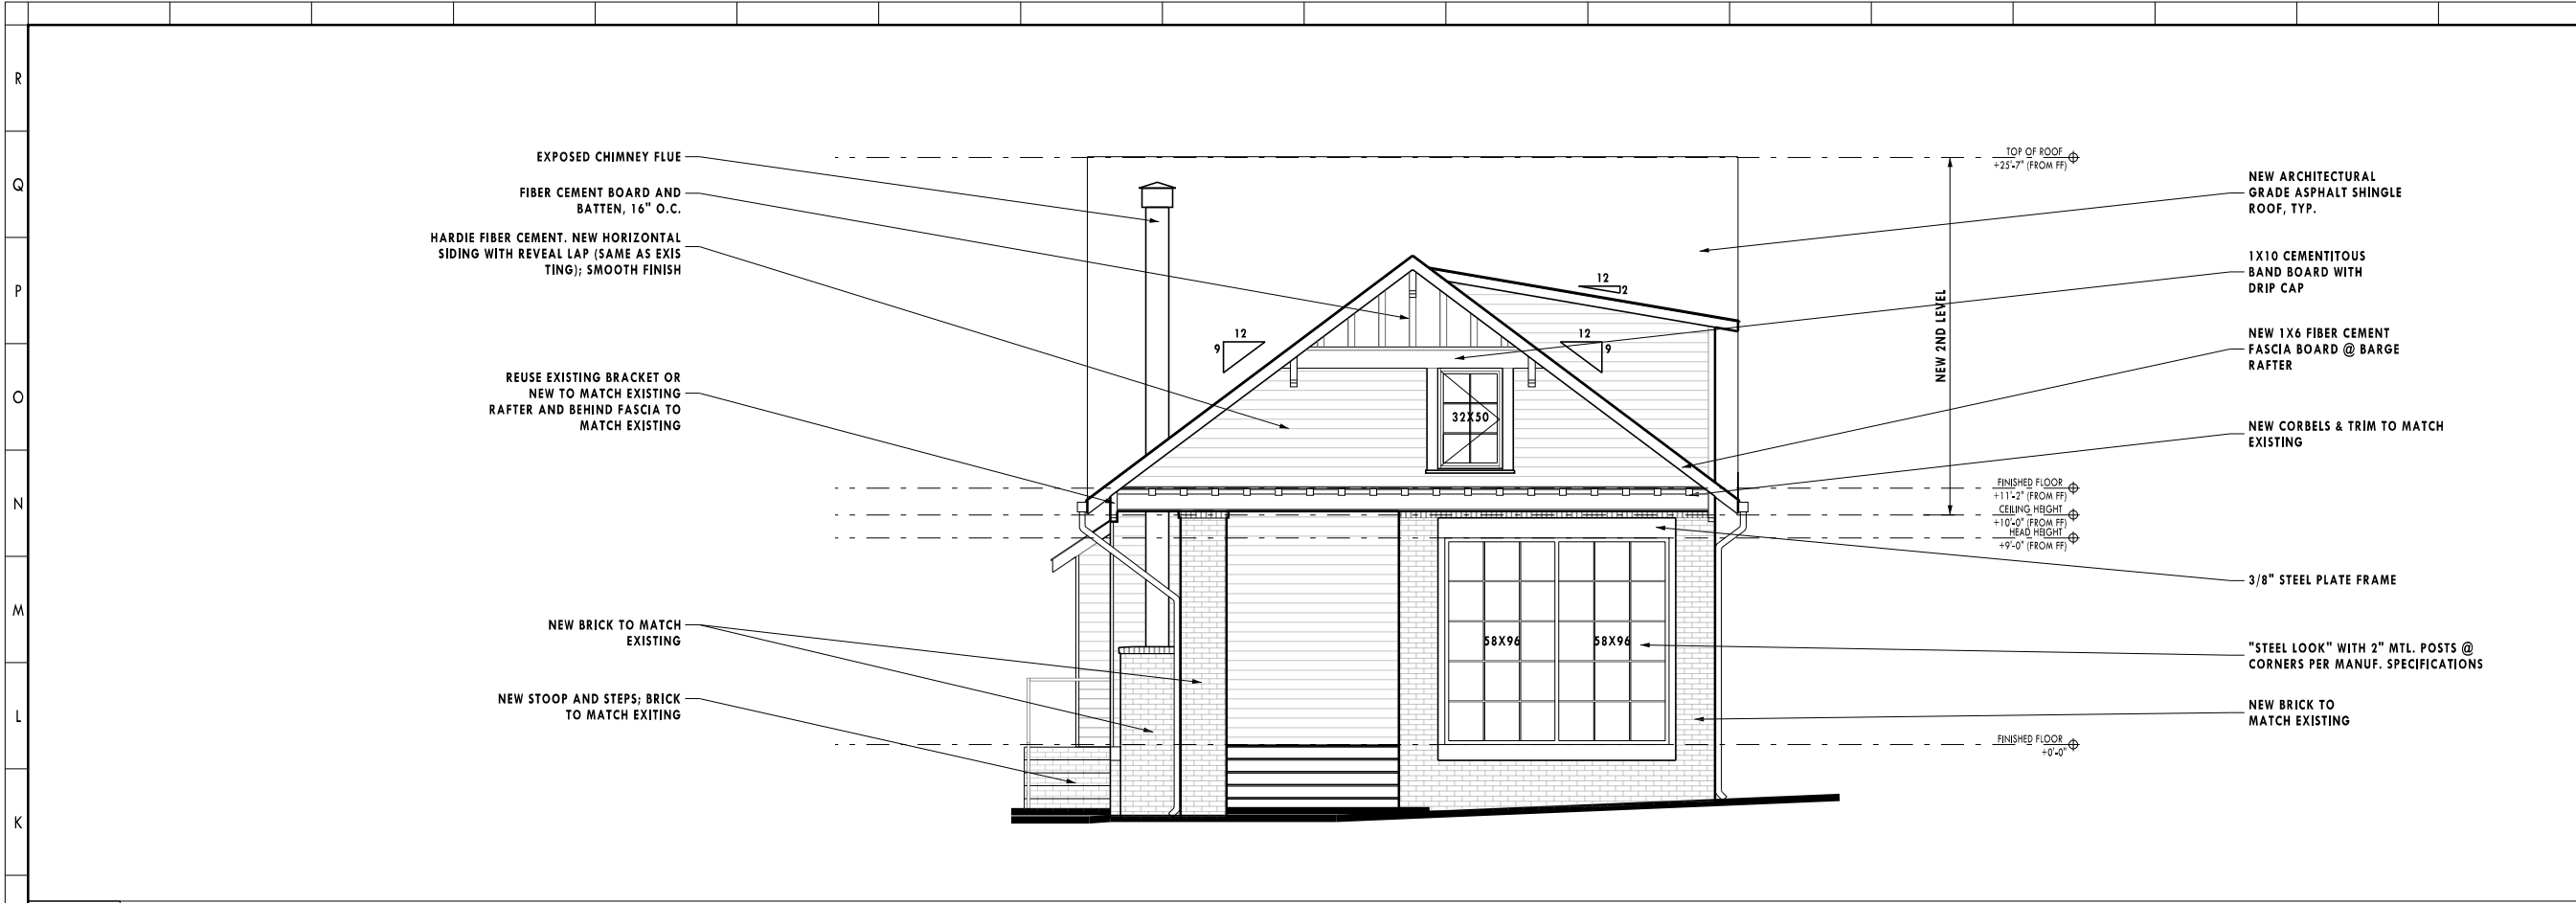 R
Q
P
O
N
M
L
K
EXPOSED CHIMNEY FLUE
FIBER CEMENT BOARD AND
BATTEN, 16" O.C.
HARDIE FIBER CEMENT. NEW HORIZONTAL
SIDING WITH REVEAL LAP (SAME AS EXIS
TING); SMOOTH FINISH
REUSE EXISTING BRACKET OR
NEW TO MATCH EXISTING
RAFTER AND BEHIND FASCIA TO
MATCH EXISTING
NEW BRICK TO MATCH
EXISTING
NEW STOOP AND STEPS; BRICK
TO MATCH EXITING
12
2
12
9
12
9
32X50
58X96
58X96
NEW 2ND LEVEL
TOP OF ROOF
+25'-7" (FROM FF)
FINISHED FLOOR
+11'-2" (FROM FF)
CEILING HEIGHT
+10'-0" (FROM FF)
HEAD HEIGHT
+9'-0" (FROM FF)
FINISHED FLOOR
+0'-0"
NEW ARCHITECTURAL
GRADE ASPHALT SHINGLE
ROOF, TYP.
1X10 CEMENTITOUS
BAND BOARD WITH
DRIP CAP
NEW 1X6 FIBER CEMENT
FASCIA BOARD @ BARGE
RAFTER
NEW CORBELS & TRIM TO MATCH
EXISTING
3/8" STEEL PLATE FRAME
"STEEL LOOK" WITH 2" MTL. POSTS @
CORNERS PER MANUF. SPECIFICATIONS
NEW BRICK TO
MATCH EXISTING